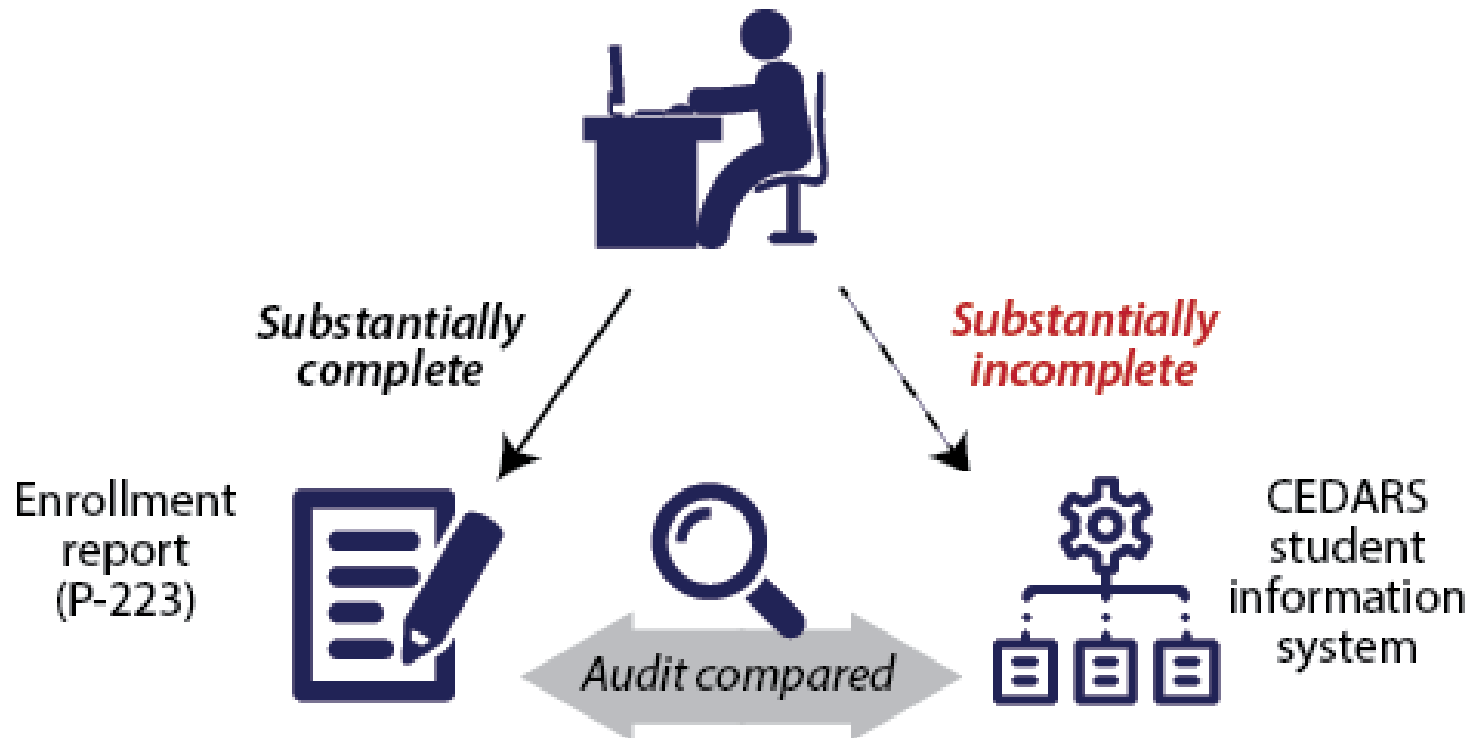 Substantially
complete
Substantially
incomplete
Enrollment
report
(P-223)
Audit compared
CEDARS
student
information
system